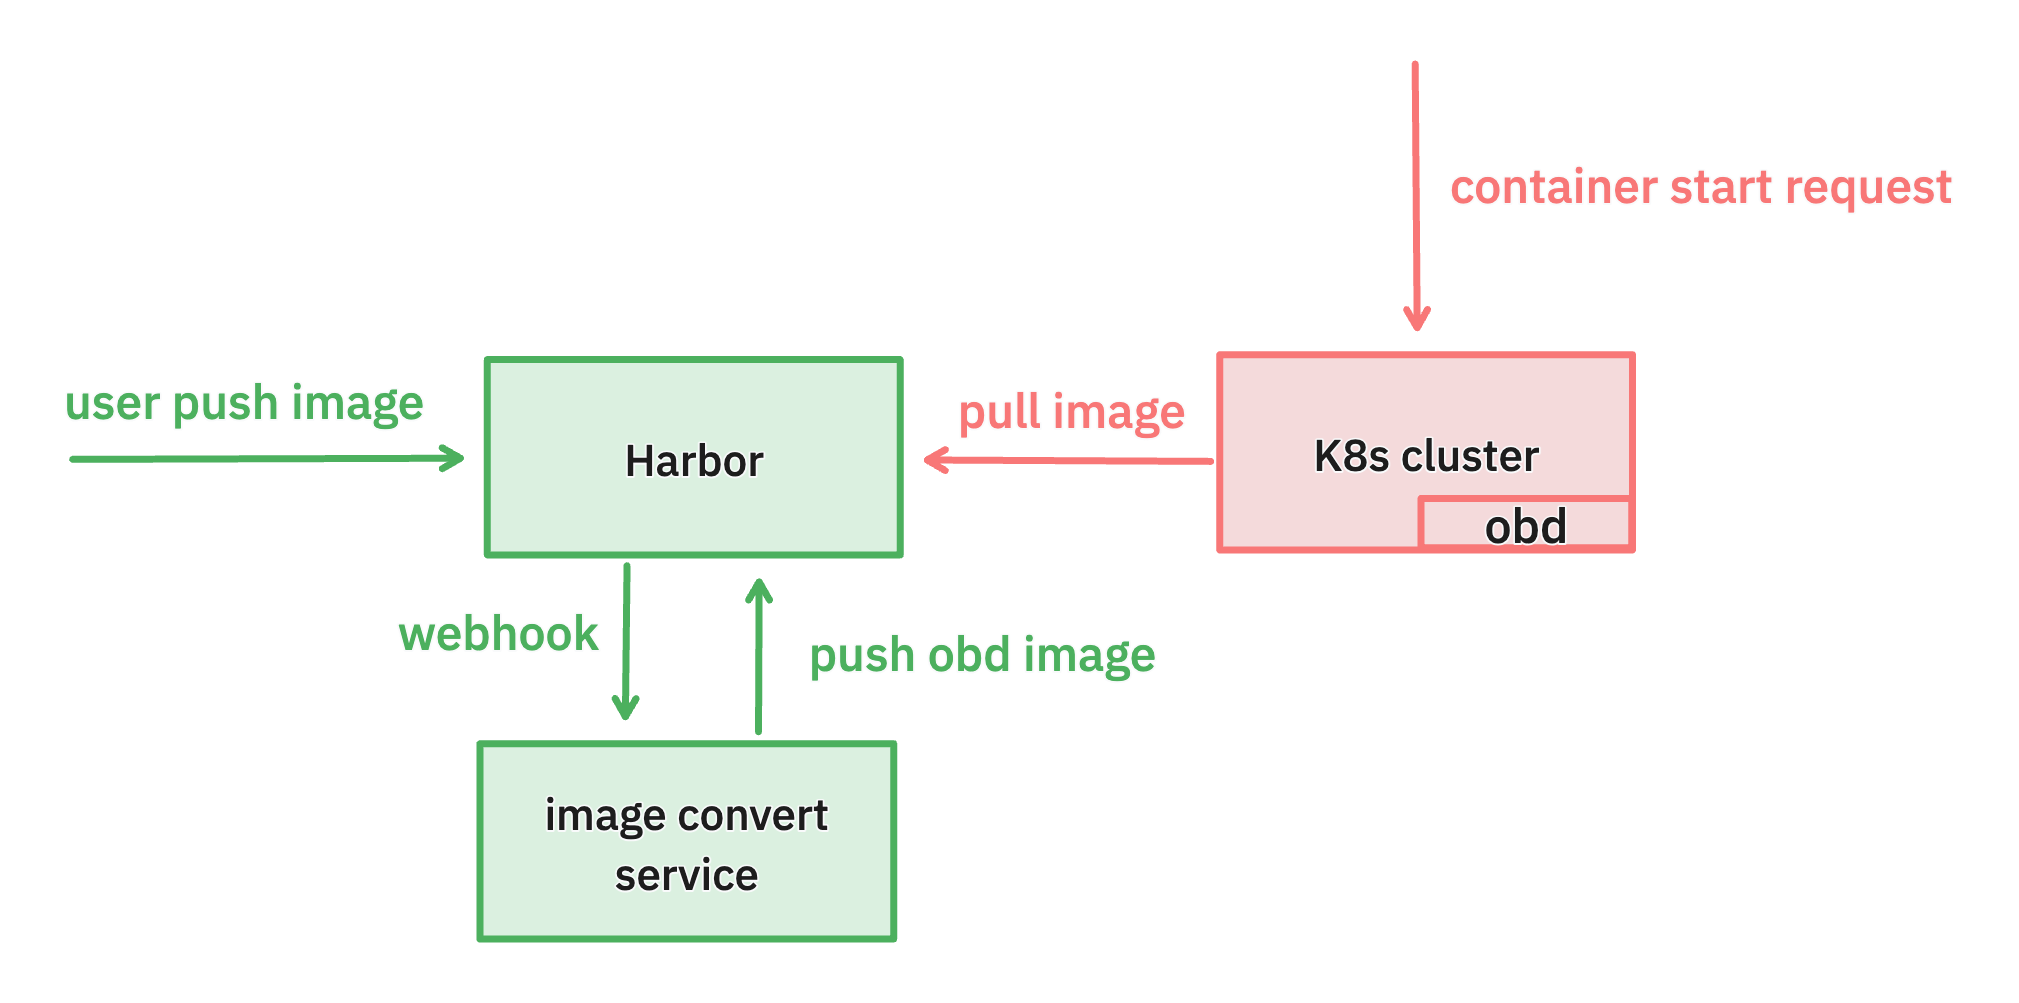 container start request
user push image
Harbor
pull image
K8s cluster
obd
webhook
push obd image
image convert
service